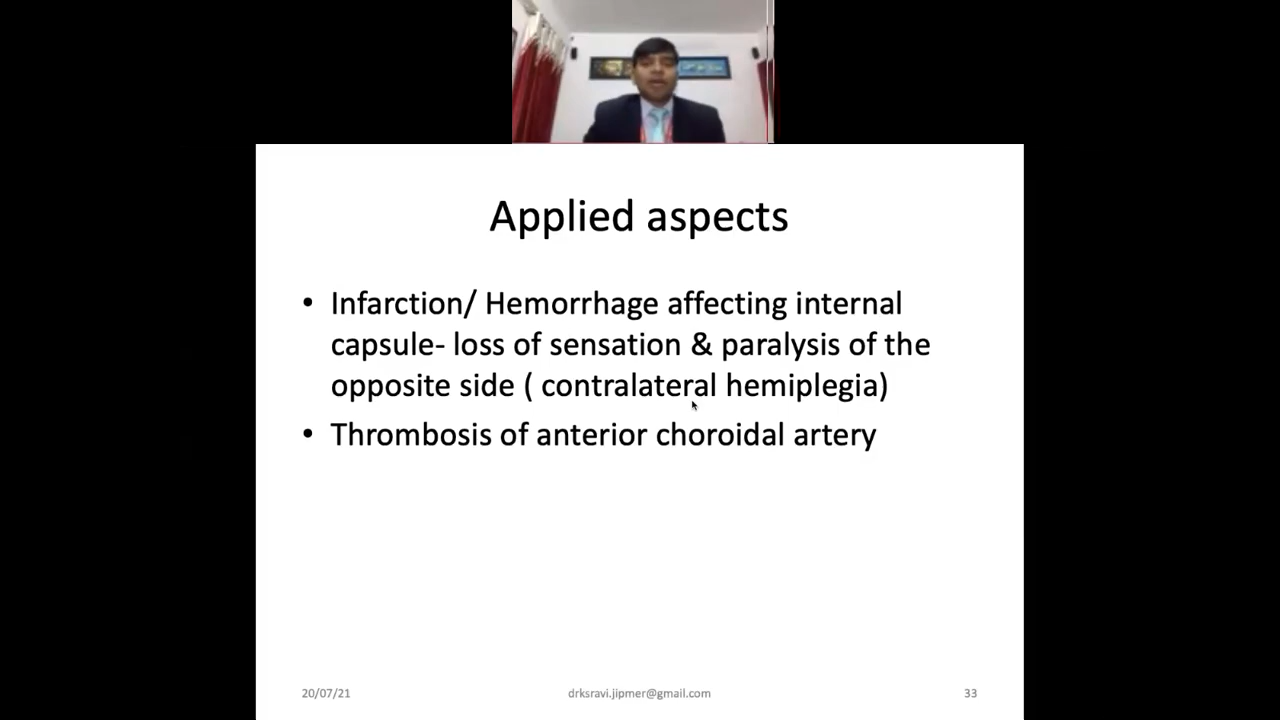 Applied aspects
• Infarction/ Hemorrhage affecting internal
capsule- loss of sensation & paralysis of the
opposite side ( contralateral hemiplegia)
• Thrombosis of anterior choroidal artery
20/07/21
drksravi.jipmer@gmail.com
33